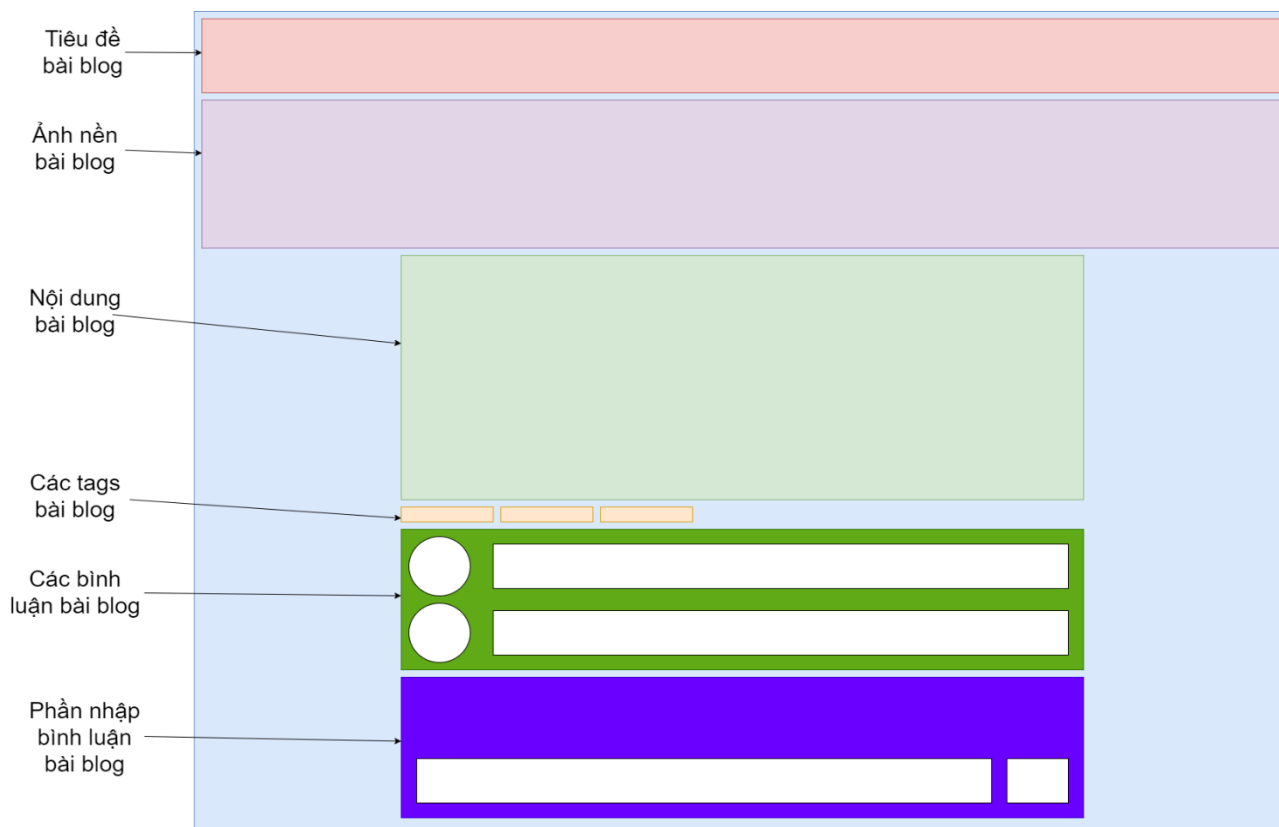 Tiêu đề
bài blog
Ảnh nền
bài blog
Nội dung
bài blog
Các tags
bài blog
Các bình
luận bài blog
Phần nhập
bình luận
bài blog